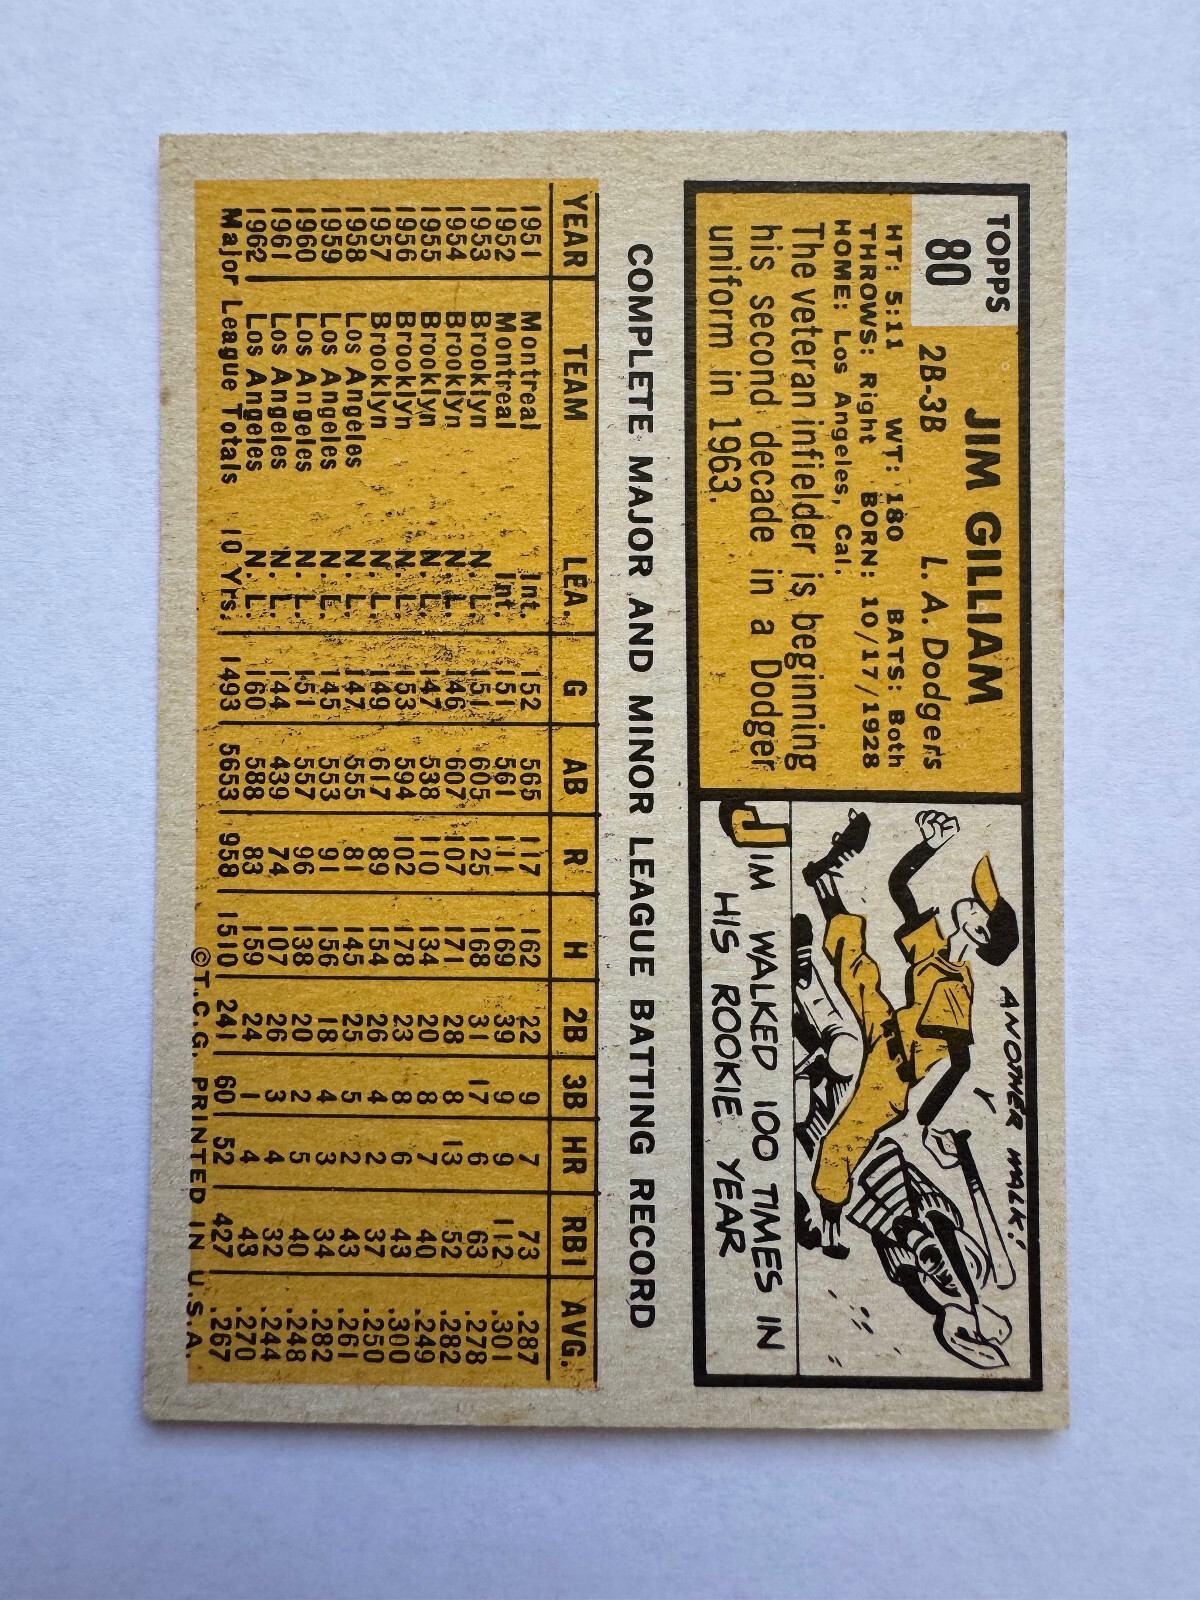 TOPPS
80
JIM GILLIAM
2B-3B L. A. Dodgers
HT: 5:11 WT: 180 BATS: Both
THROWS: Right BORN: 10/17/1928
HOME: Los Angeles, Cal.
The veteran infielder is beginning
his second decade in a Dodger
uniform in 1963.
ANOTHER WALK!
JIM WALKED 100 TIMES IN
HIS ROOKIE YEAR
COMPLETE MAJOR AND MINOR LEAGUE BATTING RECORD
YEAR TEAM LEA. G AB R H 2B 3B HR RBI AVG.
1951 Montreal Int. 152 565 117 162 22 9 7 73 .287
1952 Montreal Int. 151 561 111 169 39 9 9 112 .301
1953 Brooklyn N. L. 151 605 125 168 31 17 6 63 .278
1954 Brooklyn N. L. 146 607 107 171 28 8 13 52 .282
1955 Brooklyn N. L. 147 538 110 134 20 8 7 40 .249
1956 Brooklyn N. L. 153 594 102 178 23 8 6 43 .300
1957 Brooklyn N. L. 149 617 89 154 26 4 2 37 .250
1958 Los Angeles N. L. 147 555 81 145 25 5 2 43 .261
1959 Los Angeles N. L. 145 553 91 156 18 4 3 34 .282
1960 Los Angeles N. L. 151 557 96 138 20 2 5 40 .248
1961 Los Angeles N. L. 144 439 74 107 26 3 4 32 .244
1962 Los Angeles N. L. 160 588 83 159 24 1 4 43 .270
Major League Totals 10 Yrs. 1493 5653 958 1510 241 60 52 427 .267
©T.C.G. PRINTED IN U.S.A.